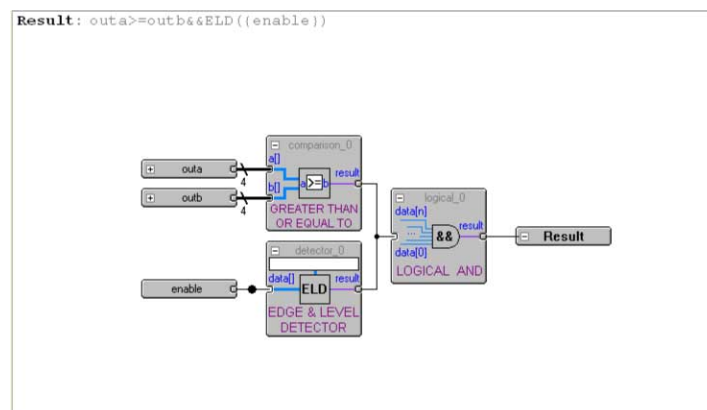 Result: outa>=outb&&ELD((enable))
comparison_0
a[]
outa
4
a>=b
result
b[]
outb
4
GREATER THAN
OR EQUAL TO
logical_0
data[n]
...
&&
result
data[0]
LOGICAL AND
Result
detector_0
data[]
result
enable
ELD
EDGE & LEVEL
DETECTOR